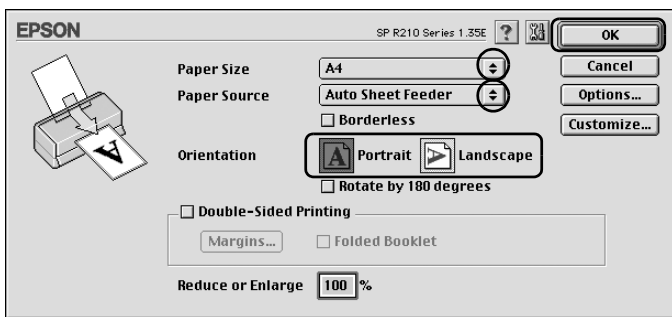 EPSON SP R210 Series 1.35E ? OK
Paper Size A4 Cancel
Paper Source Auto Sheet Feeder Options...
Borderless Customize...
Orientation A Portrait A Landscape
Rotate by 180 degrees
Double-Sided Printing
Margins... Folded Booklet
Reduce or Enlarge 100 %
A